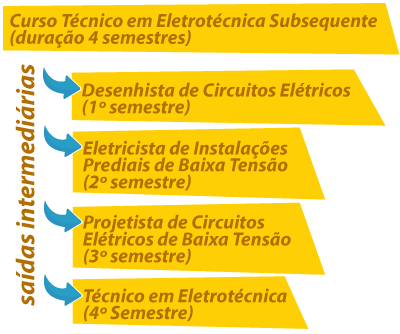 Curso Técnico em Eletrotécnica Subsequente
(duração 4 semestres)
saídas intermediárias
Desenhista de Circuitos Elétricos
(1º semestre)
Eletricista de Instalações
Prediais de Baixa Tensão
(2º semestre)
Projetista de Circuitos
Elétricos de Baixa Tensão
(3º semestre)
Técnico em Eletrotécnica
(4º Semestre)